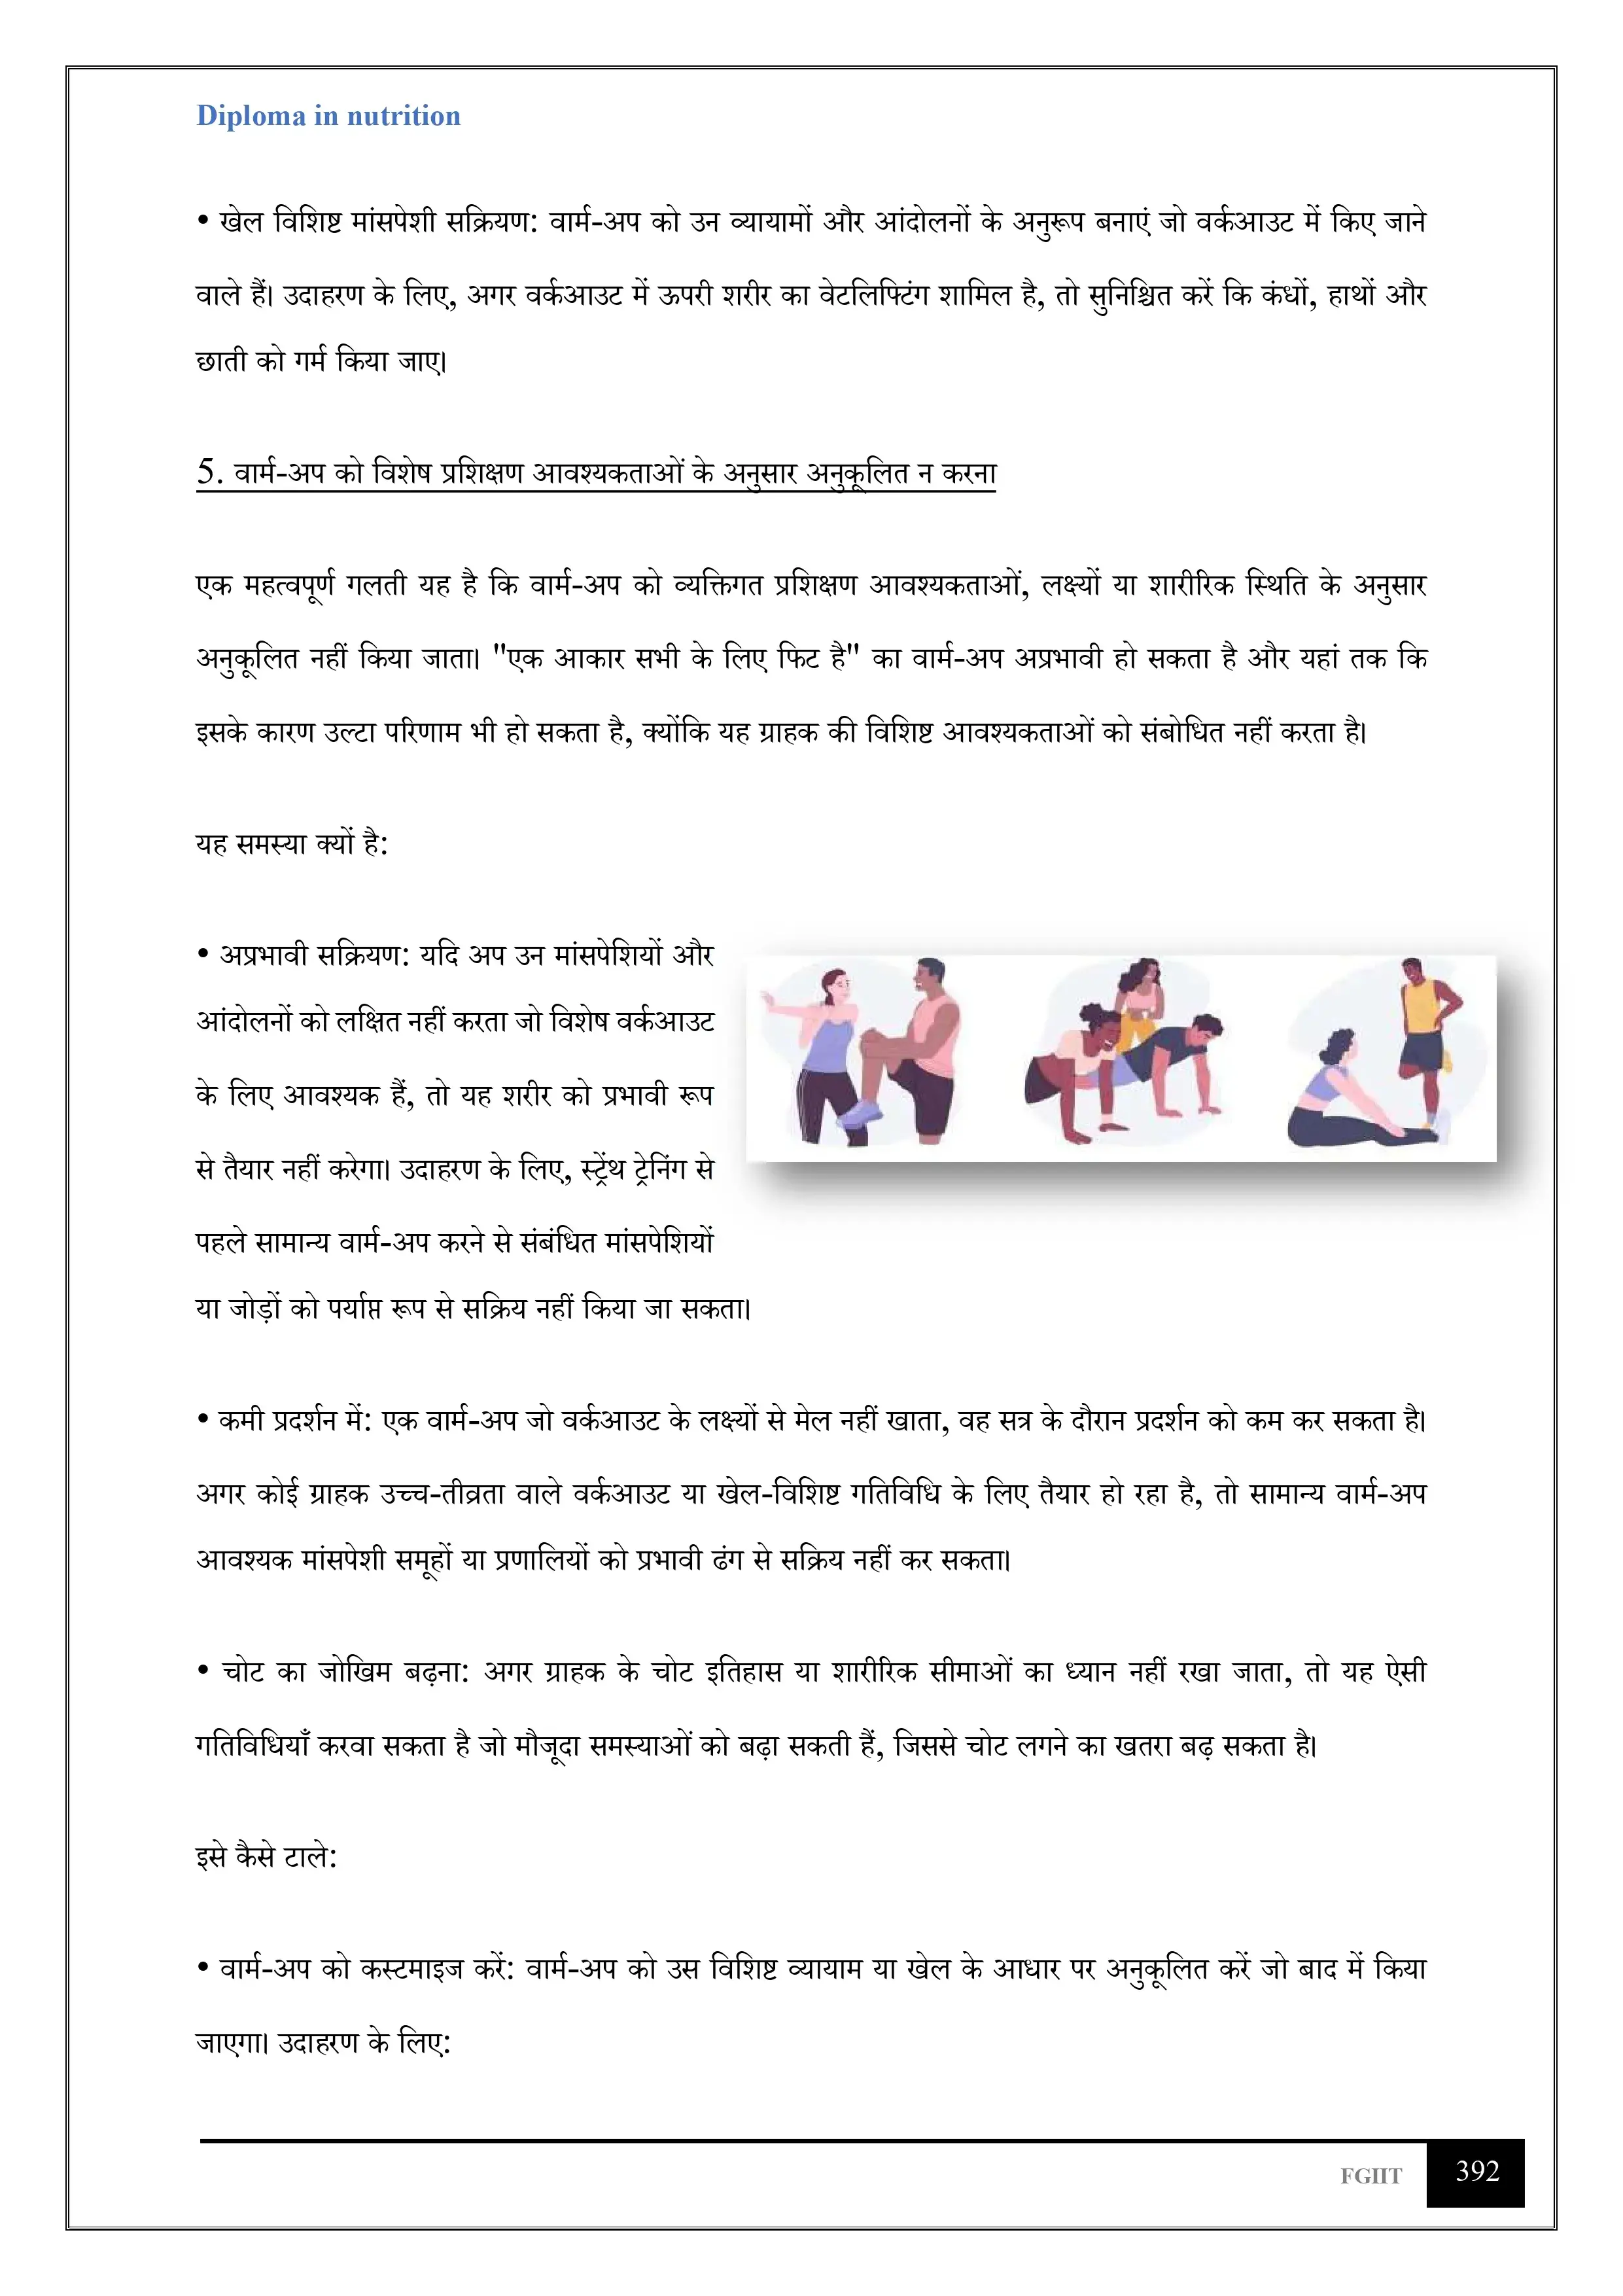 Diploma in nutrition
• खेल विशिष्ट मांसपेशी सक्रियण: वार्म-अप को उन व्यायामों और आंदोलनों के अनुरूप बनाएं जो वर्कआउट में किए जाने
वाले हैं। उदाहरण के लिए, अगर वर्कआउट में ऊपरी शरीर का वेटलिफ्टिंग शामिल है, तो सुनिश्चित करें कि कंधों, हाथों और
छाती को गर्म किया जाए।
5. वार्म-अप को विशेष प्रशिक्षण आवश्यकताओं के अनुसार अनुकूलित न करना
एक महत्वपूर्ण गलती यह है कि वार्म-अप को व्यक्तिगत प्रशिक्षण आवश्यकताओं, लक्ष्यों या शारीरिक स्थिति के अनुसार
अनुकूलित नहीं किया जाता। "एक आकार सभी के लिए फिट है" का वार्म-अप अप्रभावी हो सकता है और यहां तक कि
इसके कारण उल्टा परिणाम भी हो सकता है, क्योंकि यह ग्राहक की विशिष्ट आवश्यकताओं को संबोधित नहीं करता है।
यह समस्या क्यों है:
• अप्रभावी सक्रियण: यदि अप उन मांसपेशियों और
आंदोलनों को लक्षित नहीं करता जो विशेष वर्कआउट
के लिए आवश्यक हैं, तो यह शरीर को प्रभावी रूप
से तैयार नहीं करेगा। उदाहरण के लिए, स्ट्रेंथ ट्रेनिंग से
पहले सामान्य वार्म-अप करने से संबंधित मांसपेशियों
या जोड़ों को पर्याप्त रूप से सक्रिय नहीं किया जा सकता।
• कमी प्रदर्शन में: एक वार्म-अप जो वर्कआउट के लक्ष्यों से मेल नहीं खाता, वह सत्र के दौरान प्रदर्शन को कम कर सकता है।
अगर कोई ग्राहक उच्च-तीव्रता वाले वर्कआउट या खेल-विशिष्ट गतिविधि के लिए तैयार हो रहा है, तो सामान्य वार्म-अप
आवश्यक मांसपेशी समूहों या प्रणालियों को प्रभावी ढंग से सक्रिय नहीं कर सकता।
• चोट का जोखिम बढ़ना: अगर ग्राहक के चोट इतिहास या शारीरिक सीमाओं का ध्यान नहीं रखा जाता, तो यह ऐसी
गतिविधियाँ करवा सकता है जो मौजूदा समस्याओं को बढ़ा सकती हैं, जिससे चोट लगने का खतरा बढ़ सकता है।
इसे कैसे टाले:
• वार्म-अप को कस्टमाइज करें: वार्म-अप को उस विशिष्ट व्यायाम या खेल के आधार पर अनुकूलित करें जो बाद में किया
जाएगा। उदाहरण के लिए:
FGIIT 392